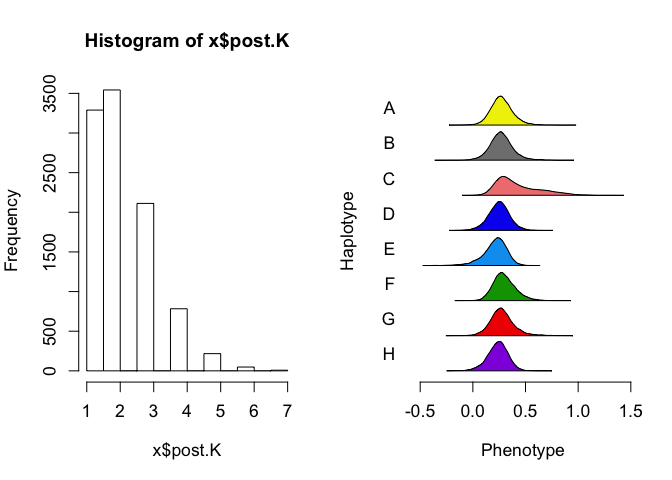 Histogram of x$post.K
Frequency
0
500
1500
2500
3500
1 2 3 4 5 6 7
x$post.K
Haplotype
A
B
C
D
E
F
G
H
-0.5 0.0 0.5 1.0 1.5
Phenotype